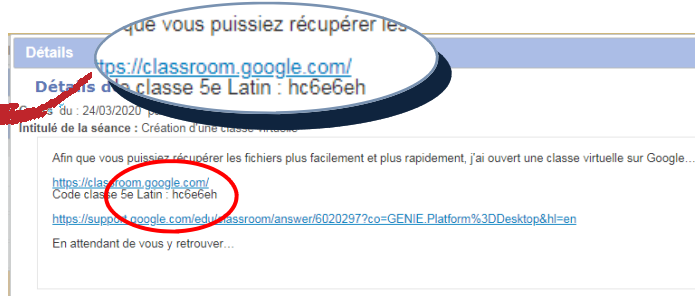 que vous puissiez récupérer les
tps://classroom.google.com/
classe 5e Latin : hc6e6eh
Détails
Détails d
du : 24/03/2020
Intitulé de la séance : Création d'une classe virtuelle
Afin que vous puissiez récupérer les fichiers plus facilement et plus rapidement, j'ai ouvert une classe virtuelle sur Google...
https://classroom.google.com/
Code classe 5e Latin : hc6e6eh
https://support.google.com/edu/classroom/answer/6020297?co=GENIE.Platform%3DDesktop&hl=en
En attendant de vous y retrouver...